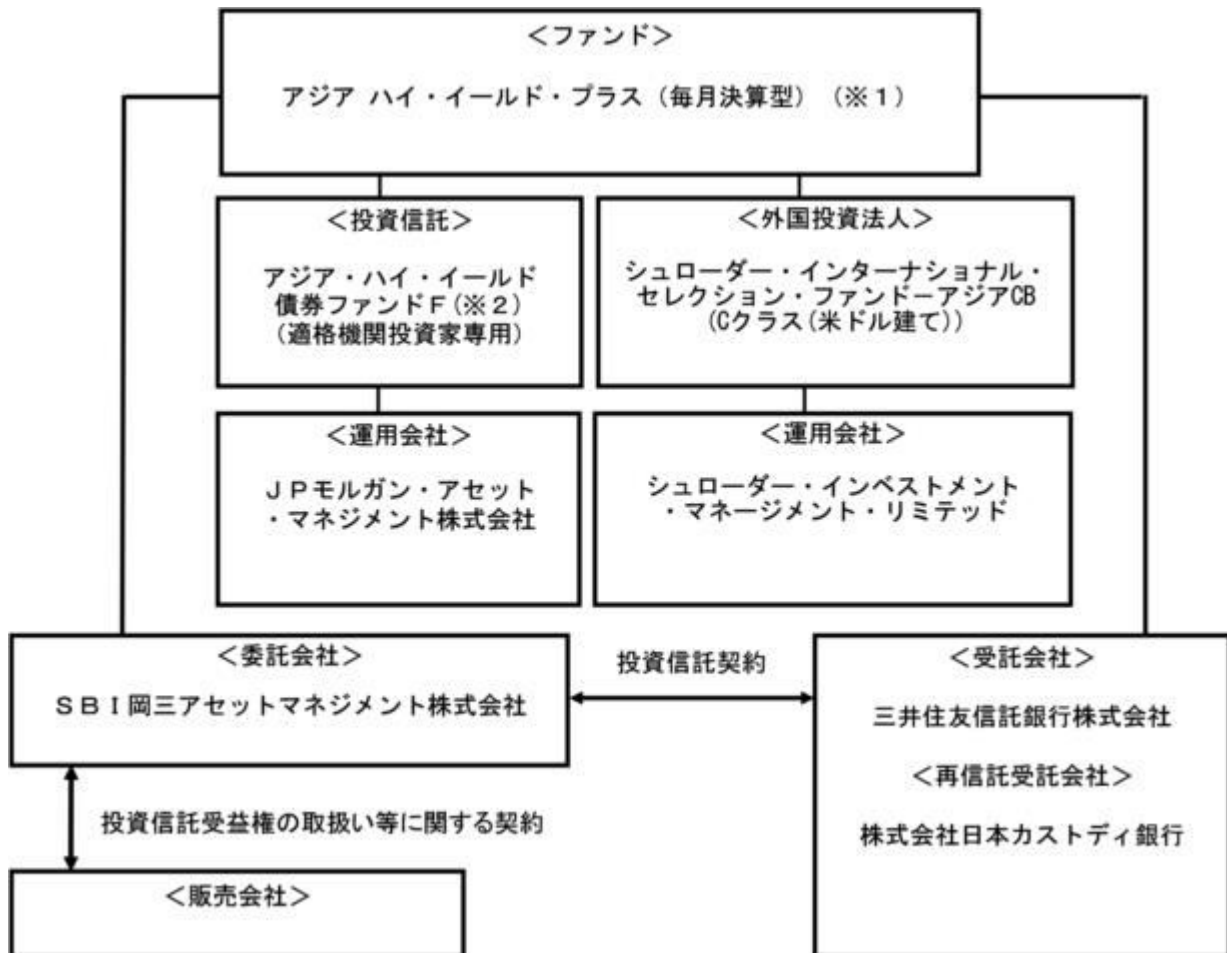 ＜ファンド＞
アジア ハイ・イールド・プラス（毎月決算型）（※１）
＜投資信託＞
アジア・ハイ・イールド
債券ファンドＦ(※２)
(適格機関投資家専用)
＜外国投資法人＞
シュローダー・インターナショナル・
セレクション・ファンドーアジアCB
(Cクラス(米ドル建て))
＜運用会社＞
ＪＰモルガン・アセット
・マネジメント株式会社
＜運用会社＞
シュローダー・インベストメント
・マネージメント・リミテッド
＜委託会社＞
ＳＢＩ岡三アセットマネジメント株式会社
投資信託契約
＜受託会社＞
三井住友信託銀行株式会社
＜再信託受託会社＞
株式会社日本カストディ銀行
投資信託受益権の取扱い等に関する契約
＜販売会社＞